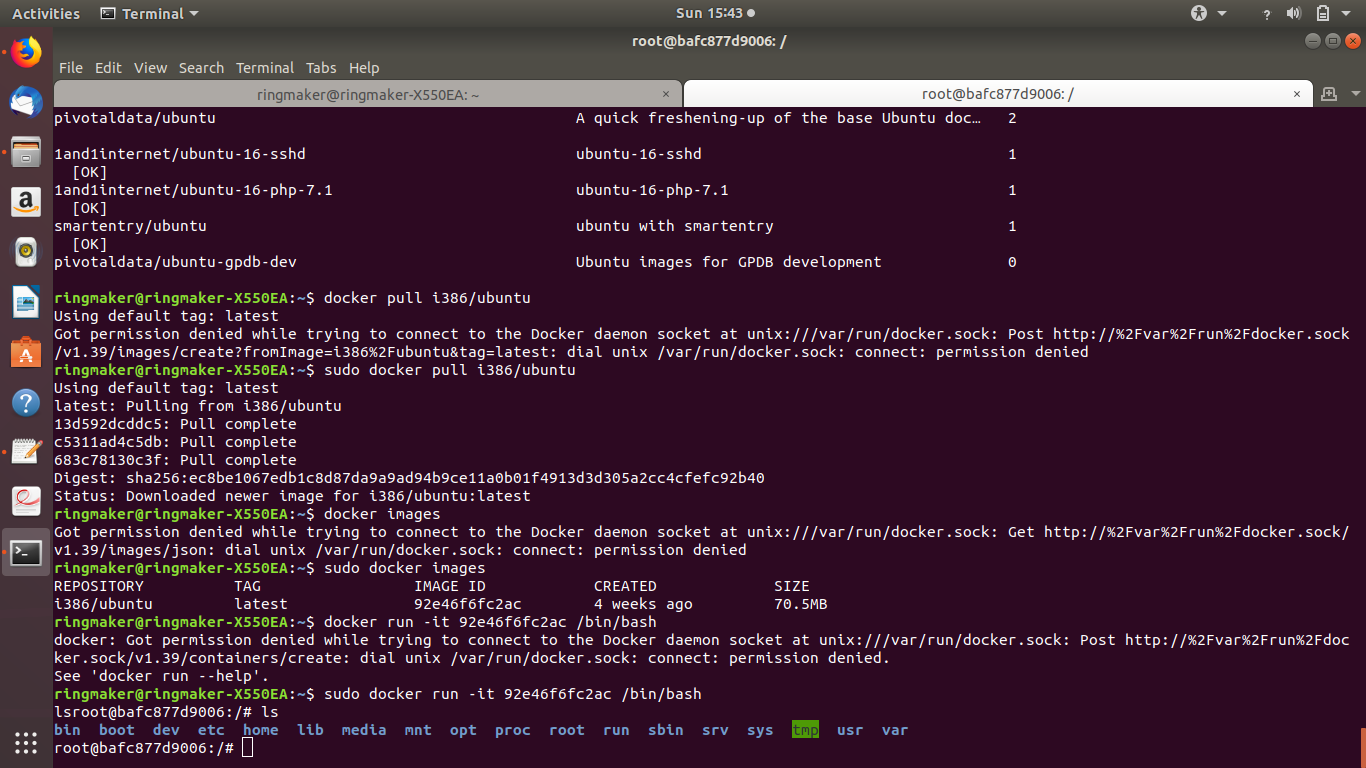 Activities Terminal Sun 15:43
root@bafc877d9006: /
File Edit View Search Terminal Tabs Help
ringmaker@ringmaker-X550EA: ~ × root@bafc877d9006: / ×
pivotaldata/ubuntu A quick freshening-up of the base Ubuntu doc… 2
1and1internet/ubuntu-16-sshd ubuntu-16-sshd 1
[OK]
1and1internet/ubuntu-16-php-7.1 ubuntu-16-php-7.1 1
[OK]
smartentry/ubuntu ubuntu with smartentry 1
[OK]
pivotaldata/ubuntu-gpdb-dev Ubuntu images for GPDB development 0
ringmaker@ringmaker-X550EA:~$ docker pull i386/ubuntu
Using default tag: latest
Got permission denied while trying to connect to the Docker daemon socket at unix:///var/run/docker.sock: Post http://%2Fvar%2Frun%2Fdocker.sock
/v1.39/images/create?fromImage=i386%2Fubuntu&tag=latest: dial unix /var/run/docker.sock: connect: permission denied
ringmaker@ringmaker-X550EA:~$ sudo docker pull i386/ubuntu
Using default tag: latest
latest: Pulling from i386/ubuntu
13d592dcddc5: Pull complete
c5311ad4c5db: Pull complete
683c78130c3f: Pull complete
Digest: sha256:ec8be1067edb1c8d87da9a9ad94b9ce11a0b01f4913d3d305a2cc4cfefc92b40
Status: Downloaded newer image for i386/ubuntu:latest
ringmaker@ringmaker-X550EA:~$ docker images
Got permission denied while trying to connect to the Docker daemon socket at unix:///var/run/docker.sock: Get http://%2Fvar%2Frun%2Fdocker.sock/
v1.39/images/json: dial unix /var/run/docker.sock: connect: permission denied
ringmaker@ringmaker-X550EA:~$ sudo docker images
REPOSITORY TAG IMAGE ID CREATED SIZE
i386/ubuntu latest 92e46f6fc2ac 4 weeks ago 70.5MB
ringmaker@ringmaker-X550EA:~$ docker run -it 92e46f6fc2ac /bin/bash
docker: Got permission denied while trying to connect to the Docker daemon socket at unix:///var/run/docker.sock: Post http://%2Fvar%2Frun%2Fdoc
ker.sock/v1.39/containers/create: dial unix /var/run/docker.sock: connect: permission denied.
See 'docker run --help'.
ringmaker@ringmaker-X550EA:~$ sudo docker run -it 92e46f6fc2ac /bin/bash
lsroot@bafc877d9006:/# ls
bin boot dev etc home lib media mnt opt proc root run sbin srv sys tmp usr var
root@bafc877d9006:/#